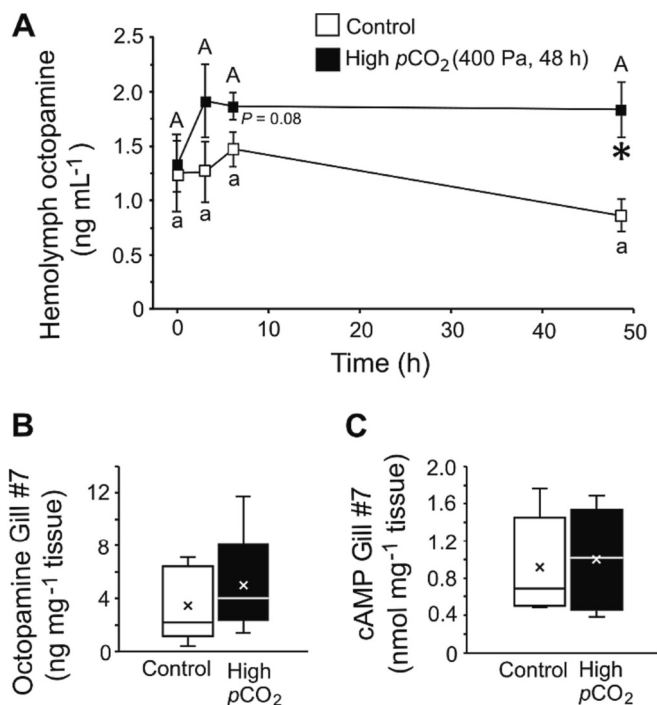 A
Control
High pCO₂ (400 Pa, 48 h)
Hemolymph octopamine
(ng mL⁻¹)
2.5
2.0
1.5
1.0
0.5
0
A
A
A
A
P = 0.08
*
a
a
a
a
0
10
20
30
40
50
Time (h)
B
Octopamine Gill #7
(ng mg⁻¹ tissue)
12
8
4
0
Control
High
pCO₂
C
cAMP Gill #7
(nmol mg⁻¹ tissue)
2.0
1.6
1.2
0.8
0.4
0
Control
High
pCO₂